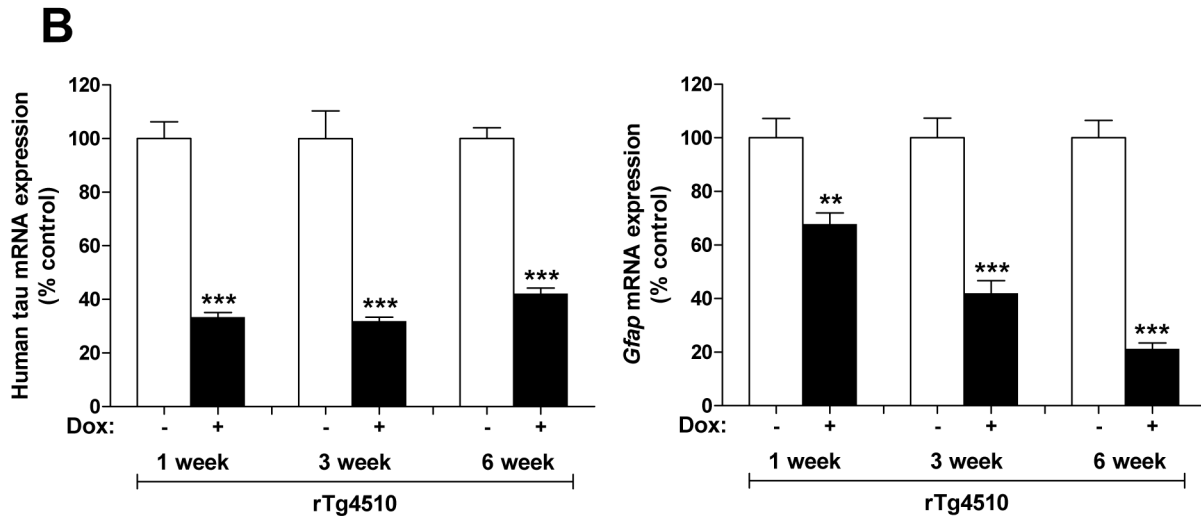 B
Human tau mRNA expression
(% control)
120
100
80
60
40
20
0
***
***
***
Dox:
- + - + - +
1 week 3 week 6 week
rTg4510
Gfap mRNA expression
(% control)
120
100
80
60
40
20
0
**
***
***
Dox:
- + - + - +
1 week 3 week 6 week
rTg4510